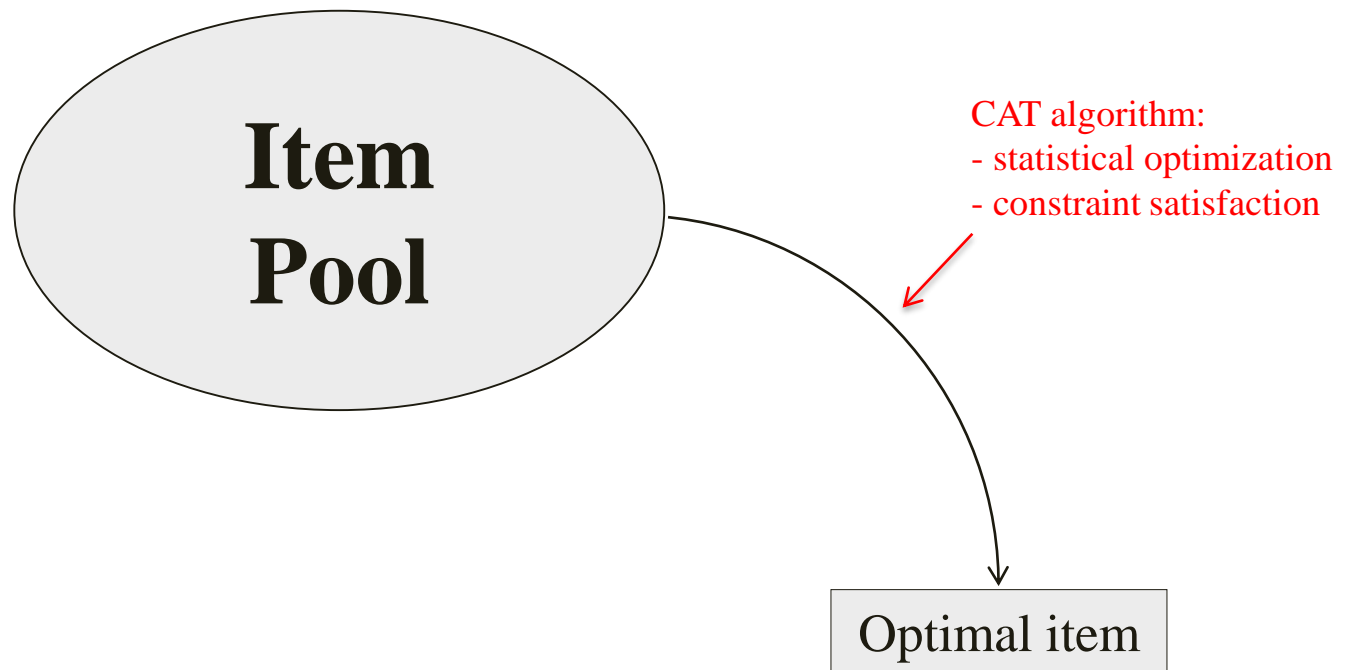 Item
Pool
CAT algorithm:
- statistical optimization
- constraint satisfaction
Optimal item